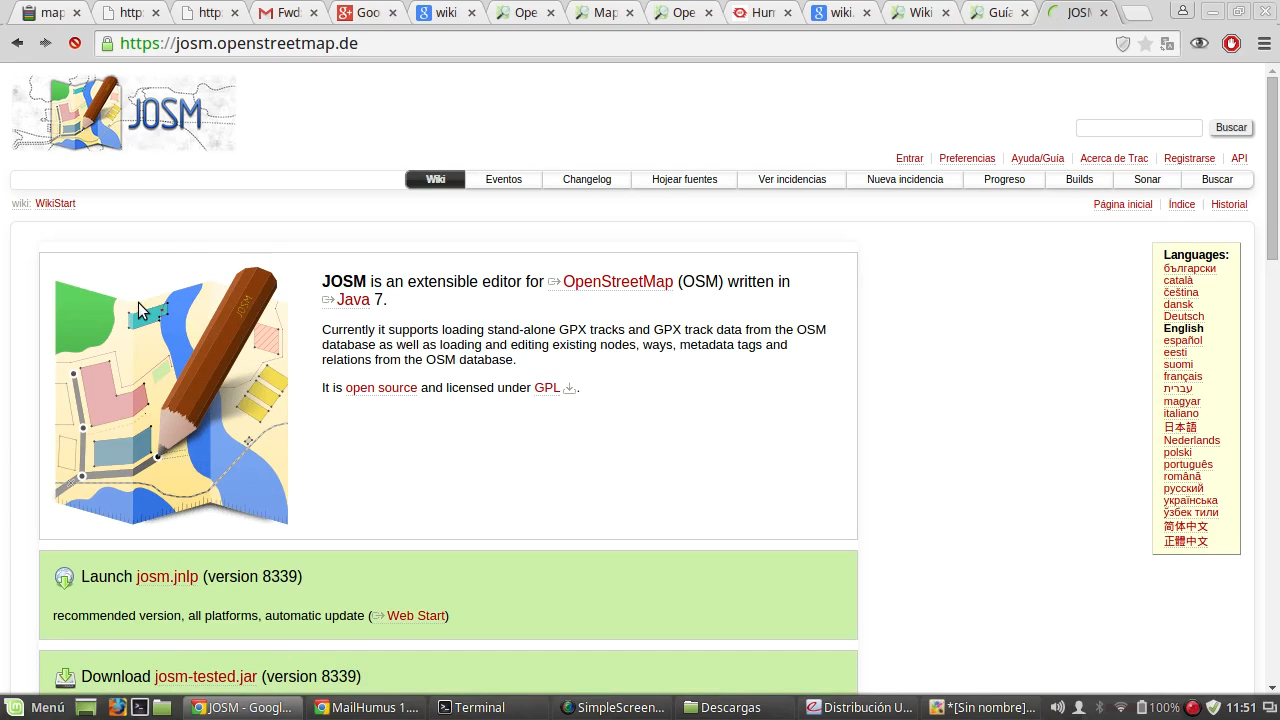 map
http:
http:
Fwd
Goo
wiki
Ope
Map
Ope
Hum
wiki.
Wiki
Guía
JOSM
https://josm.openstreetmap.de
JOSM
Buscar
Entrar Preferencias Ayuda/Guía Acerca de Trac Registrarse API
Wiki Eventos Changelog Hojear fuentes Ver incidencias Nueva incidencia Progreso Builds Sonar Buscar
wiki: WikiStart Página inicial Índice Historial
JOSM
JOSM is an extensible editor for OpenStreetMap (OSM) written in
Java 7.
Currently it supports loading stand-alone GPX tracks and GPX track data from the OSM
database as well as loading and editing existing nodes, ways, metadata tags and
relations from the OSM database.
It is open source and licensed under GPL .
Languages:
български
català
čeština
dansk
Deutsch
English
español
eesti
suomi
français
עברית
magyar
italiano
日本語
Nederlands
polski
português
română
русский
українська
ўзбек тили
简体中文
正體中文
Launch josm.jnlp (version 8339)
recommended version, all platforms, automatic update (Web Start)
Download josm-tested.jar (version 8339)
Menú JOSM - Googl... MailHumus 1.... Terminal SimpleScreen... Descargas Distribución U... *[Sin nombre]... 100% 11:51